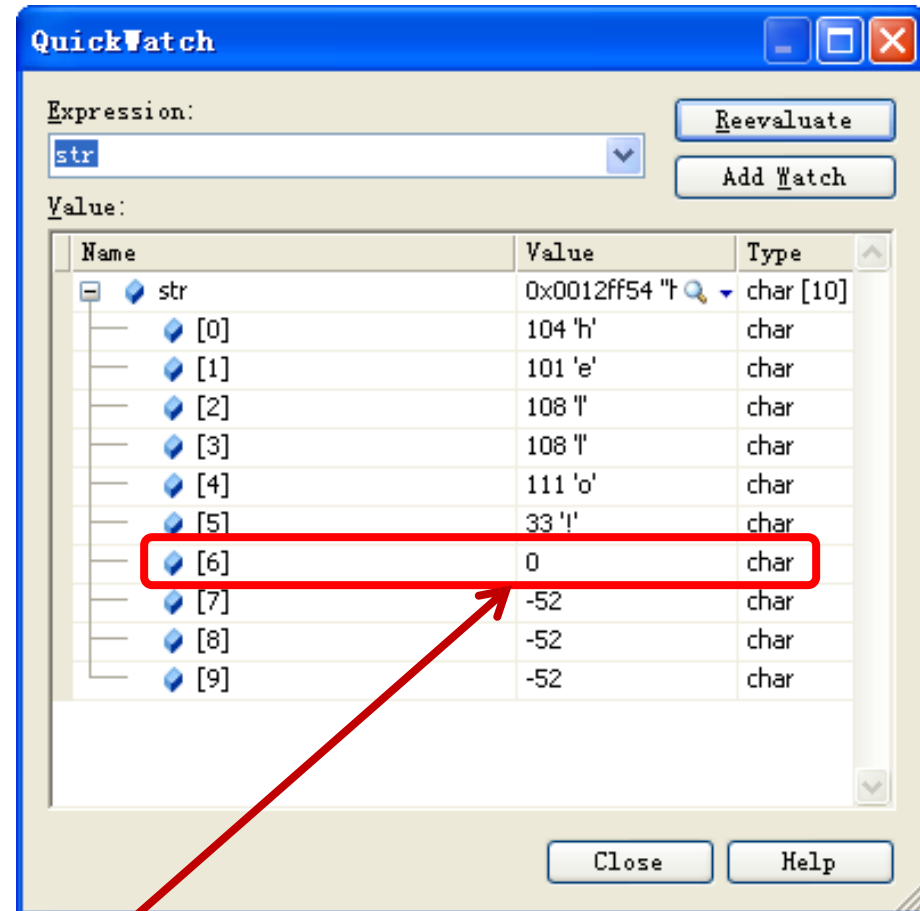 QuickWatch
Expression:
Reevaluate
str
Add Watch
Value:
Name Value Type
str 0x0012ff54 "h char [10]
[0] 104 'h' char
[1] 101 'e' char
[2] 108 'l' char
[3] 108 'l' char
[4] 111 'o' char
[5] 33 '!' char
[6] 0 char
[7] -52 char
[8] -52 char
[9] -52 char
Close Help